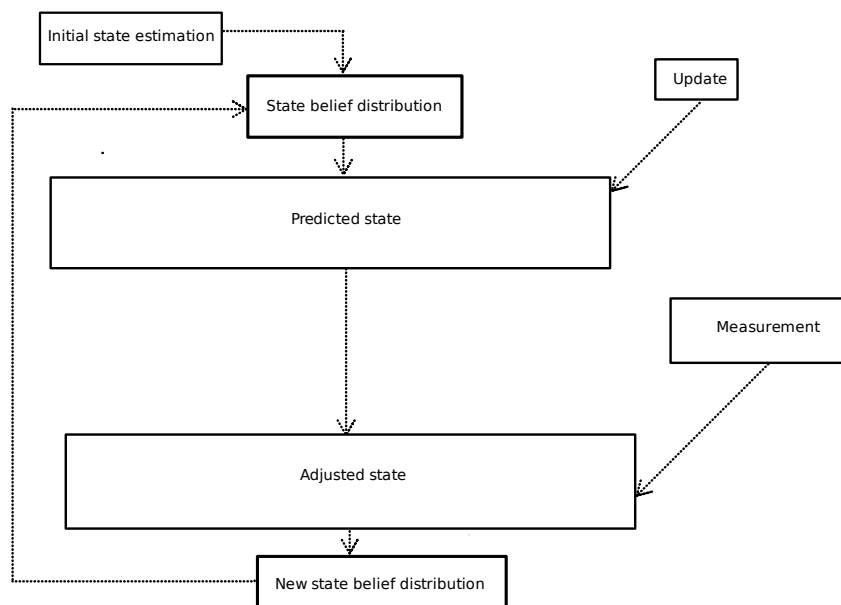 Initial state estimation
State belief distribution
Update
Predicted state
Measurement
Adjusted state
New state belief distribution